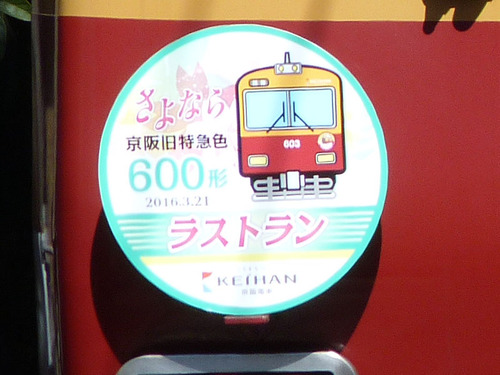 さよなら
京阪旧特急色
600形
2016.3.21
603
ラストラン
KEIHAN
京阪電車